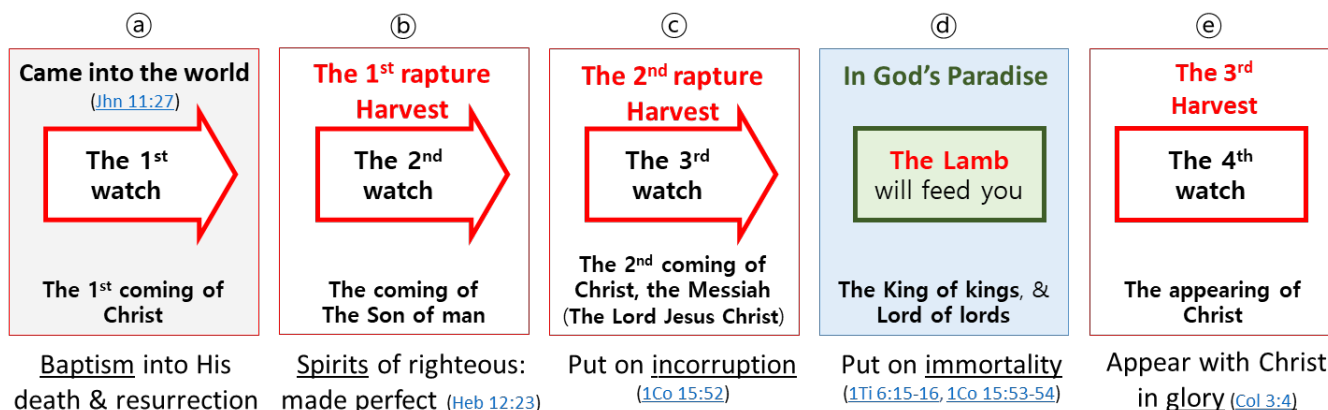 ⓐ
Came into the world
(Jhn 11:27)
The 1st
watch
The 1st coming of
Christ
Baptism into His
death & resurrection
ⓑ
The 1st rapture
Harvest
The 2nd
watch
The coming of
The Son of man
Spirits of righteous:
made perfect (Heb 12:23)
ⓒ
The 2nd rapture
Harvest
The 3rd
watch
The 2nd coming of
Christ, the Messiah
(The Lord Jesus Christ)
Put on incorruption
(1Co 15:52)
ⓓ
In God’s Paradise
The Lamb
will feed you
The King of kings, &
Lord of lords
Put on immortality
(1Ti 6:15-16, 1Co 15:53-54)
ⓔ
The 3rd
Harvest
The 4th
watch
The appearing of
Christ
Appear with Christ
in glory (Col 3:4)